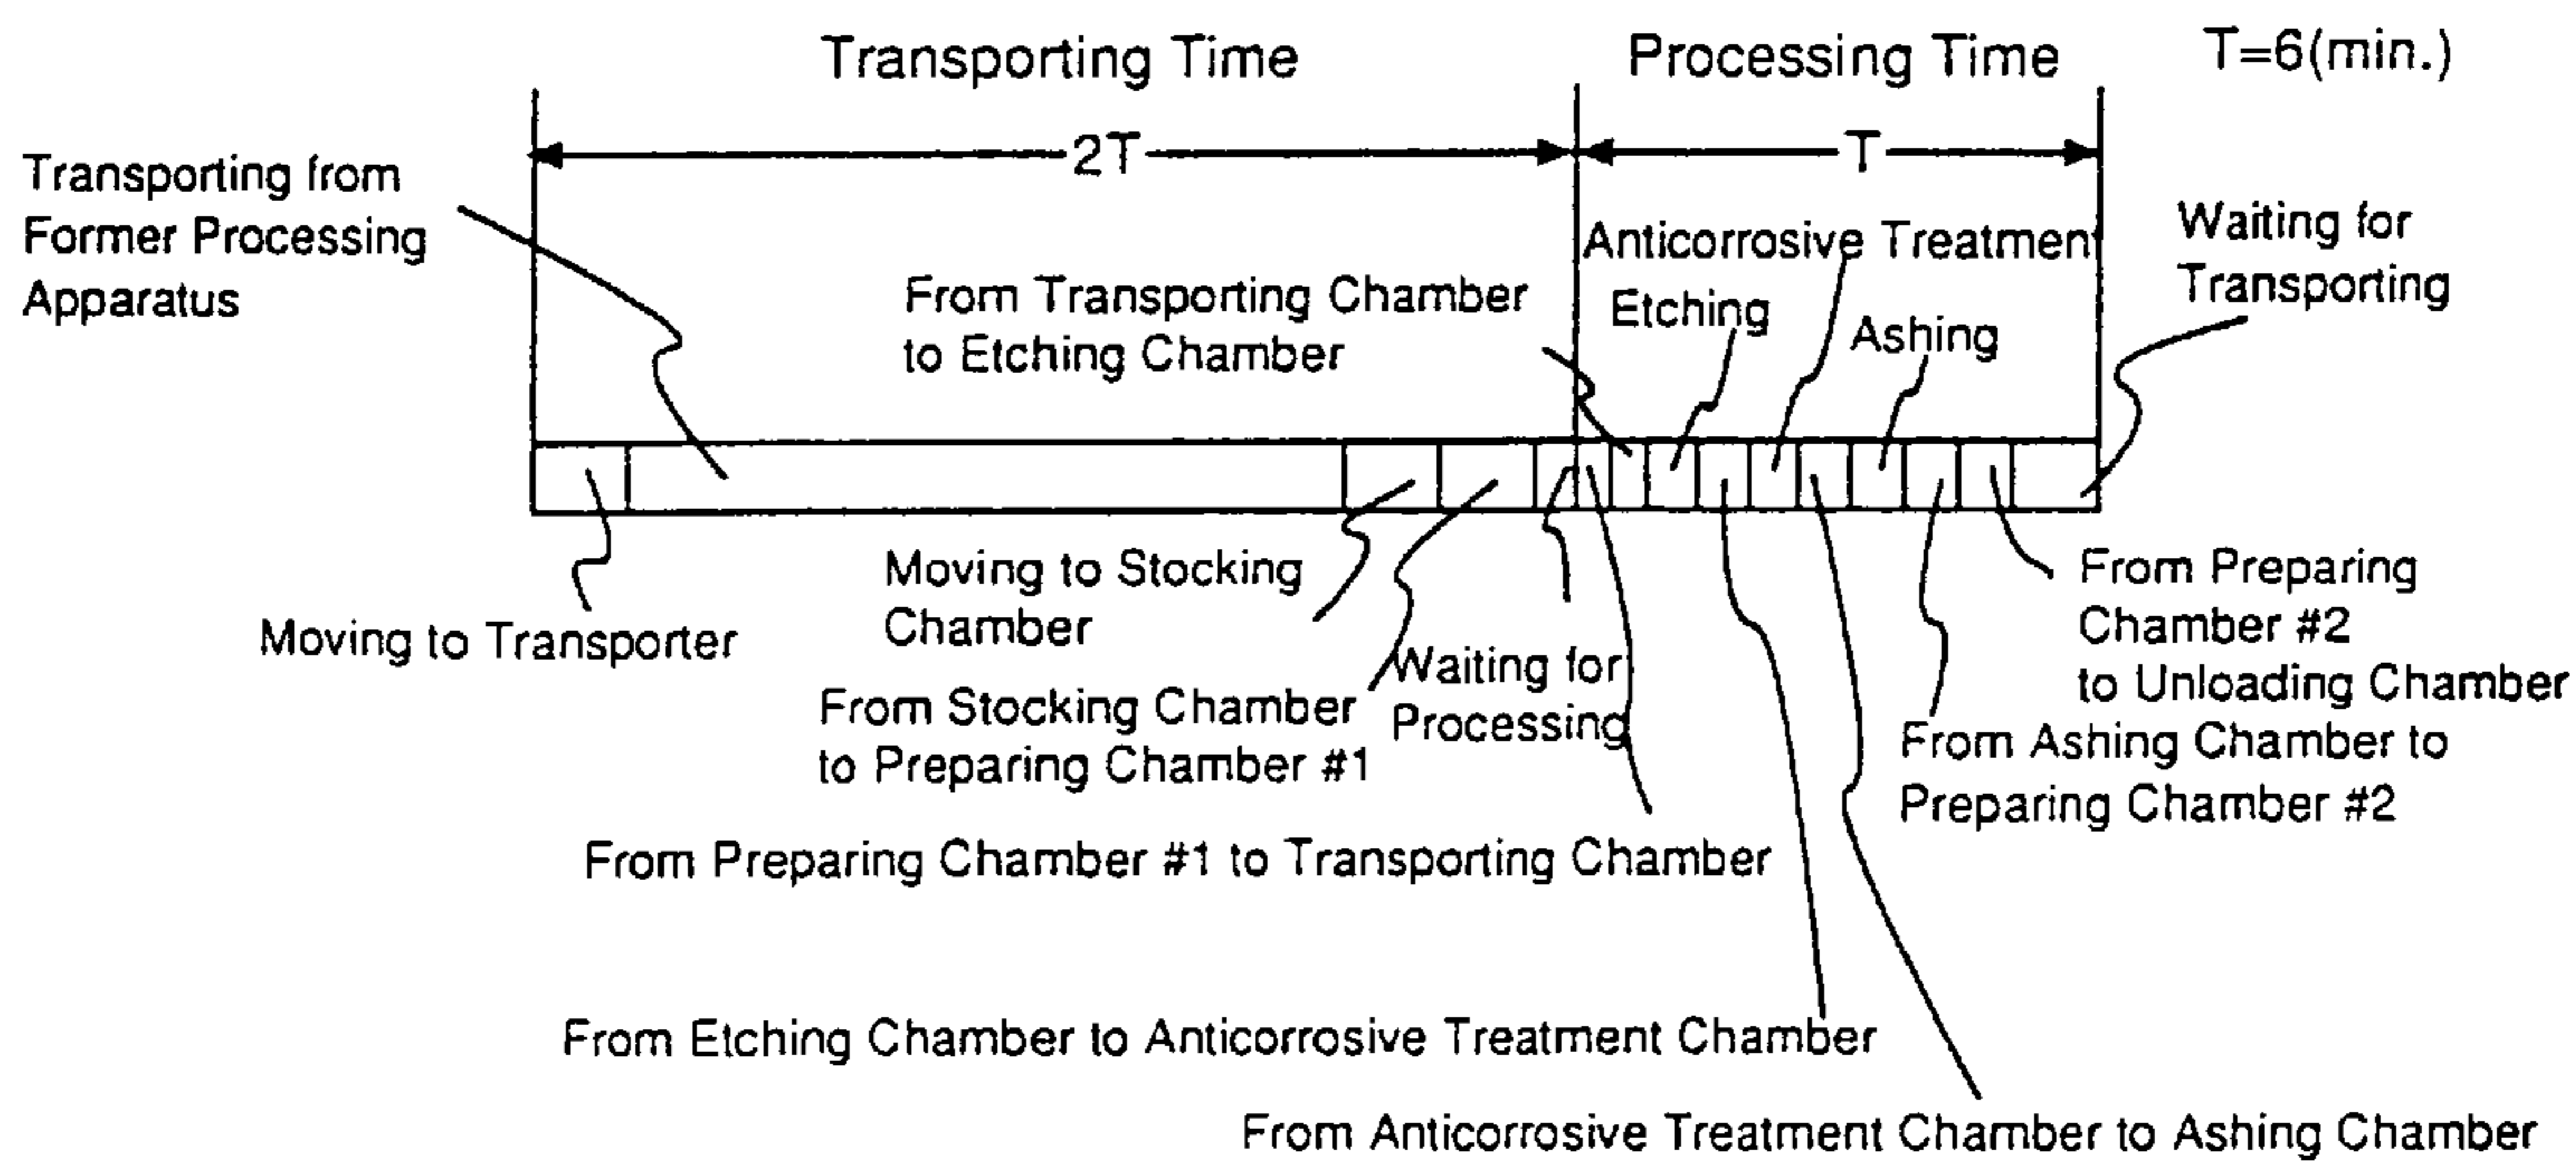 Transporting Time
Processing Time
T=6(min.)
2T
T
Transporting from
Former Processing
Apparatus
From Transporting Chamber
to Etching Chamber
Anticorrosive Treatment
Etching
Ashing
Waiting for
Transporting
Moving to Transporter
Moving to Stocking
Chamber
From Stocking Chamber
to Preparing Chamber #1
Waiting for
Processing
From Preparing
Chamber #2
to Unloading Chamber
From Ashing Chamber to
Preparing Chamber #2
From Preparing Chamber #1 to Transporting Chamber
From Etching Chamber to Anticorrosive Treatment Chamber
From Anticorrosive Treatment Chamber to Ashing Chamber